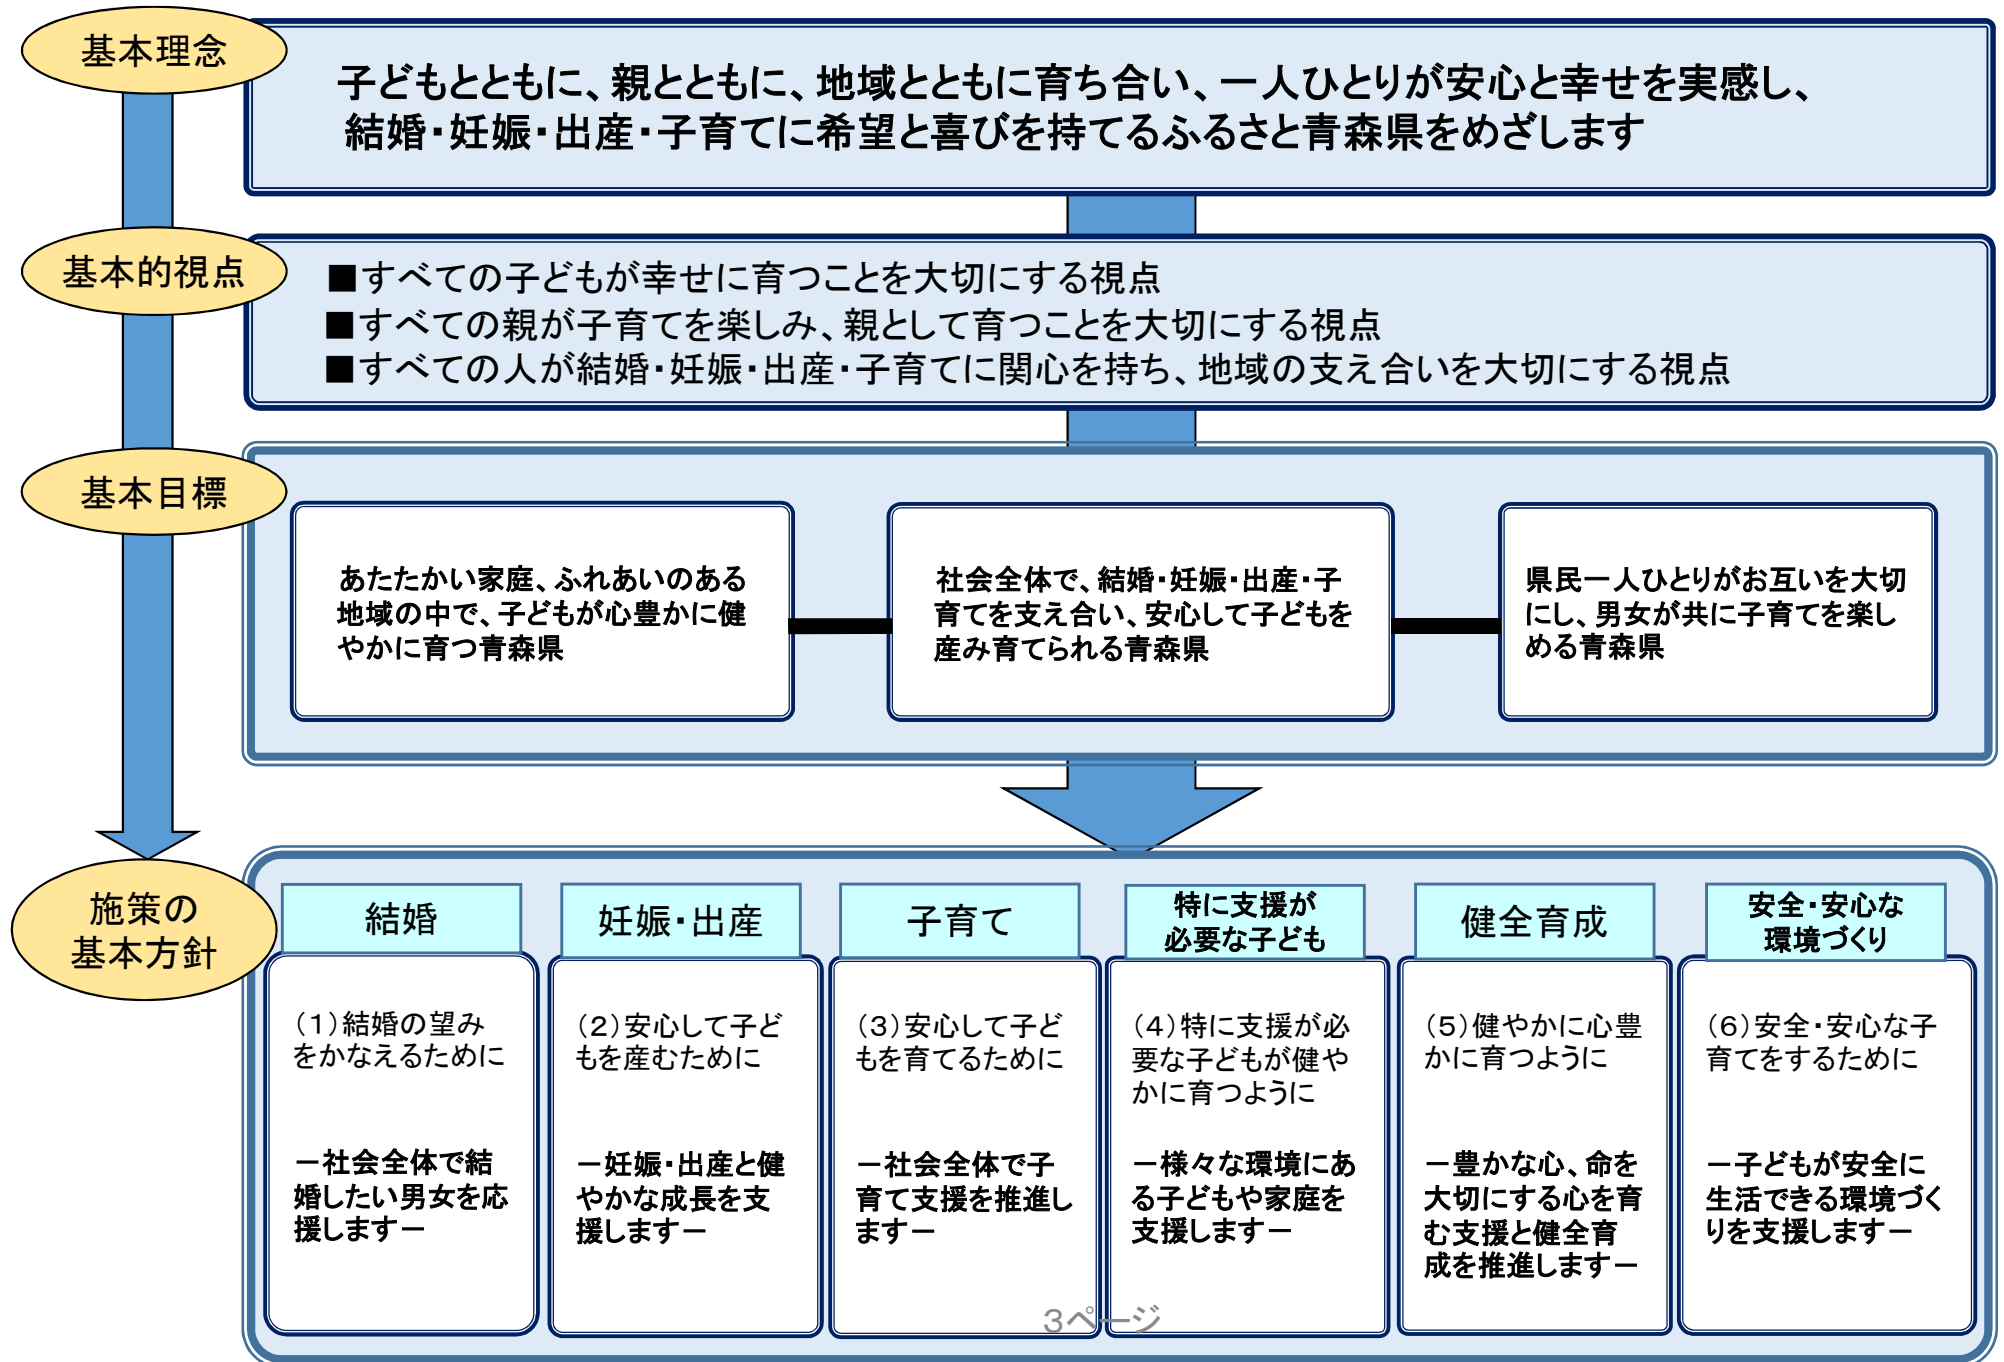 基本理念
子どもとともに、親とともに、地域とともに育ち合い、一人ひとりが安心と幸せを実感し、
結婚・妊娠・出産・子育てに希望と喜びを持てるふるさと青森県をめざします
基本的視点
■すべての子どもが幸せに育つことを大切にする視点
■すべての親が子育てを楽しみ、親として育つことを大切にする視点
■すべての人が結婚・妊娠・出産・子育てに関心を持ち、地域の支え合いを大切にする視点
基本目標
あたたかい家庭、ふれあいのある
地域の中で、子どもが心豊かに健
やかに育つ青森県
社会全体で、結婚・妊娠・出産・子
育てを支え合い、安心して子どもを
産み育てられる青森県
県民一人ひとりがお互いを大切
にし、男女が共に子育てを楽し
める青森県
施策の
基本方針
結婚
（１）結婚の望み
をかなえるために
－社会全体で結
婚したい男女を応
援します－
妊娠・出産
（２）安心して子ど
もを産むために
－妊娠・出産と健
やかな成長を支
援します－
子育て
（３）安心して子ど
もを育てるために
－社会全体で子
育て支援を推進し
ます－
特に支援が
必要な子ども
（４）特に支援が必
要な子どもが健や
かに育つように
－様々な環境にあ
る子どもや家庭を
支援します－
健全育成
（５）健やかに心豊
かに育つように
－豊かな心、命を
大切にする心を育
む支援と健全育
成を推進します－
安全・安心な
環境づくり
（６）安全・安心な子
育てをするために
－子どもが安全に
生活できる環境づく
りを支援します－
3ページ